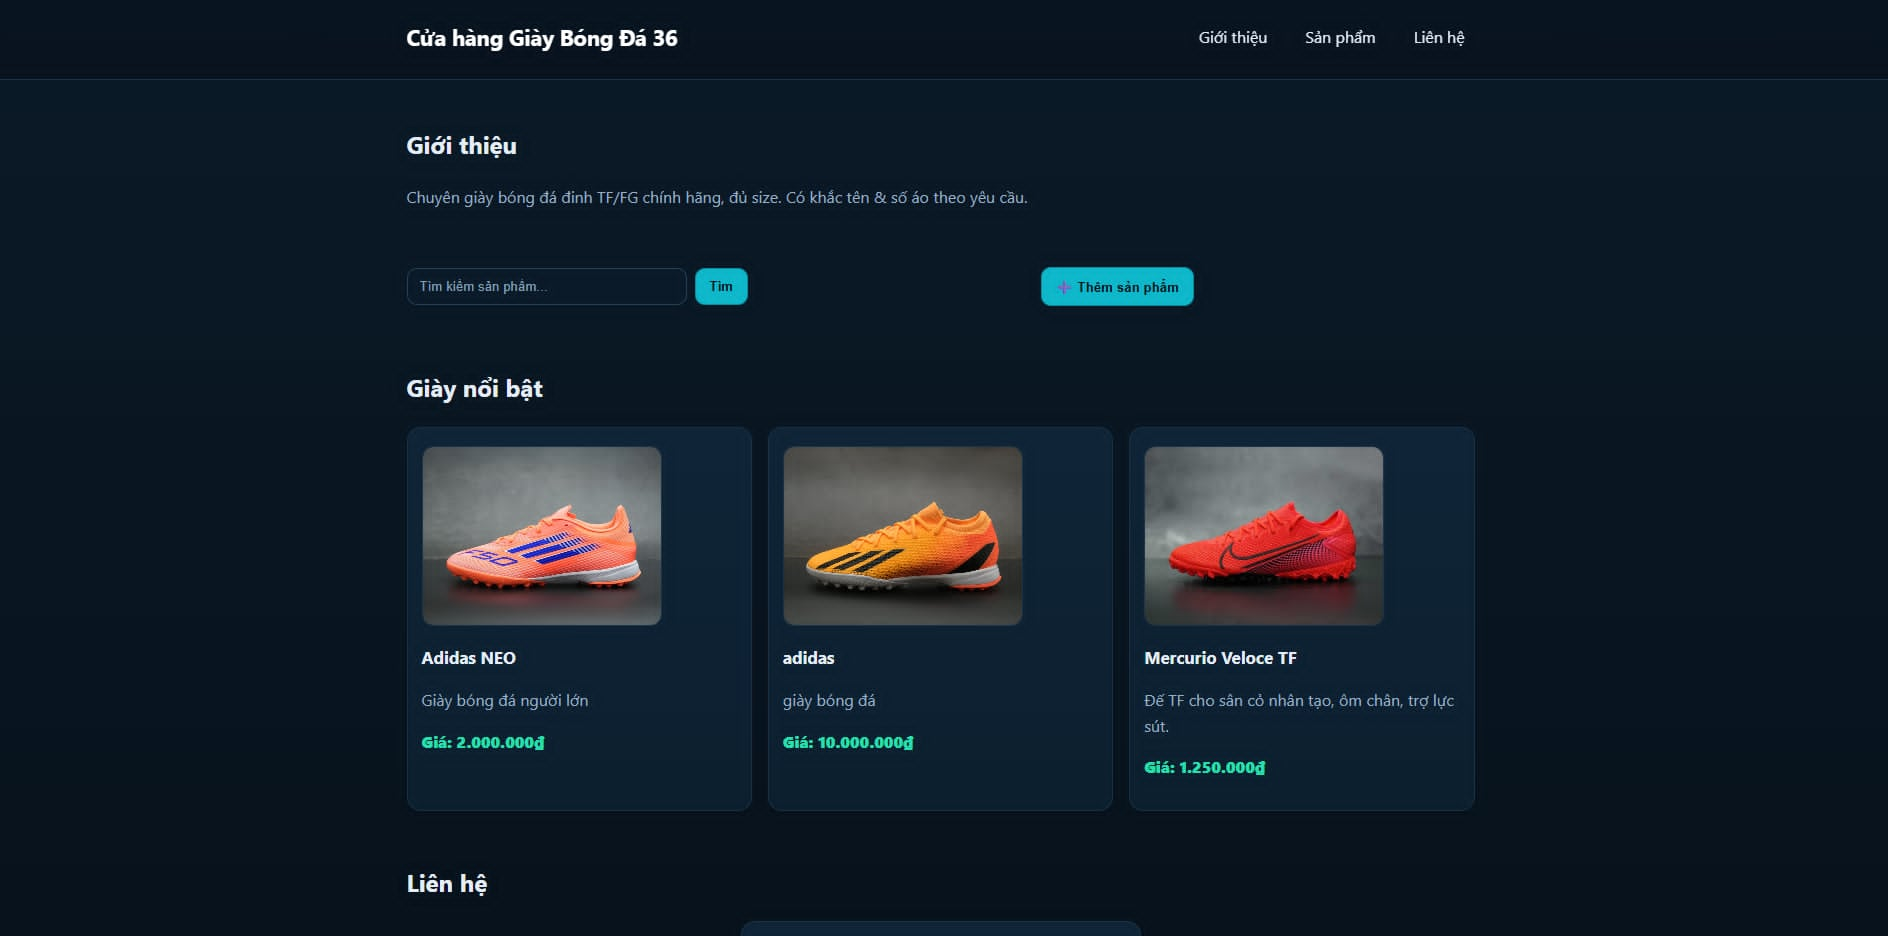 Cửa hàng Giày Bóng Đá 36
Giới thiệu Sản phẩm Liên hệ
Giới thiệu
Chuyên giày bóng đá đinh TF/FG chính hãng, đủ size. Có khắc tên & số áo theo yêu cầu.
Tìm kiếm sản phẩm...
Tìm
➕ Thêm sản phẩm
Giày nổi bật
F50
Adidas NEO
Giày bóng đá người lớn
Giá: 2.000.000₫
adidas
giày bóng đá
Giá: 10.000.000₫
Mercurio Veloce TF
Đế TF cho sân cỏ nhân tạo, ôm chân, trợ lực
sút.
Giá: 1.250.000₫
Liên hệ